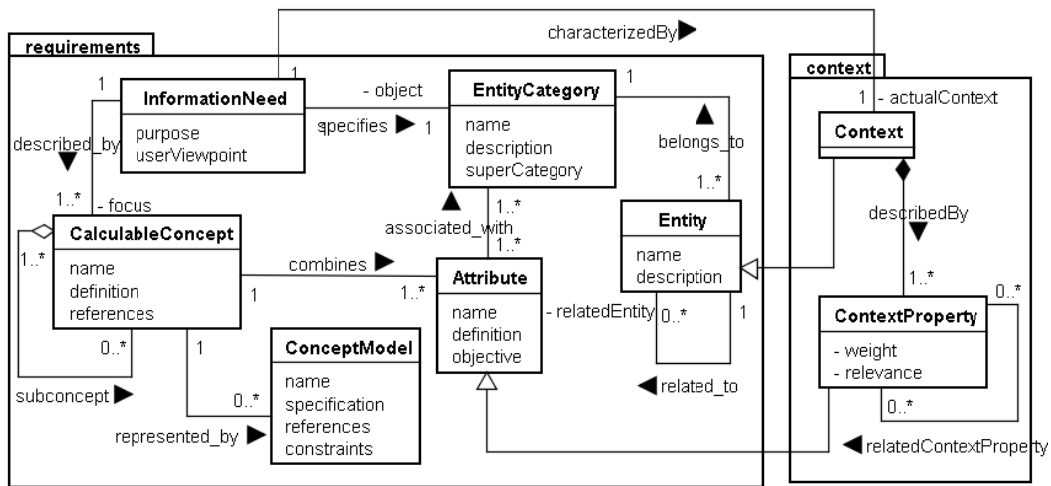 characterizedBy
requirements
context
1
1
InformationNeed
purpose
userViewpoint
- object
specifies
1
EntityCategory
name
description
superCategory
1
1
- actualContext
Context
described_by
belongs_to
1..*
- focus
1..*
1..*
associated_with
1..*
Entity
name
description
describedBy
CalculableConcept
name
definition
references
1..*
combines
1
1..*
Attribute
name
definition
objective
- relatedEntity
0..*
1
1..*
0..*
ContextProperty
- weight
- relevance
0..*
1
ConceptModel
name
specification
references
constraints
0..*
subconcept
0..*
related_to
represented_by
relatedContextProperty